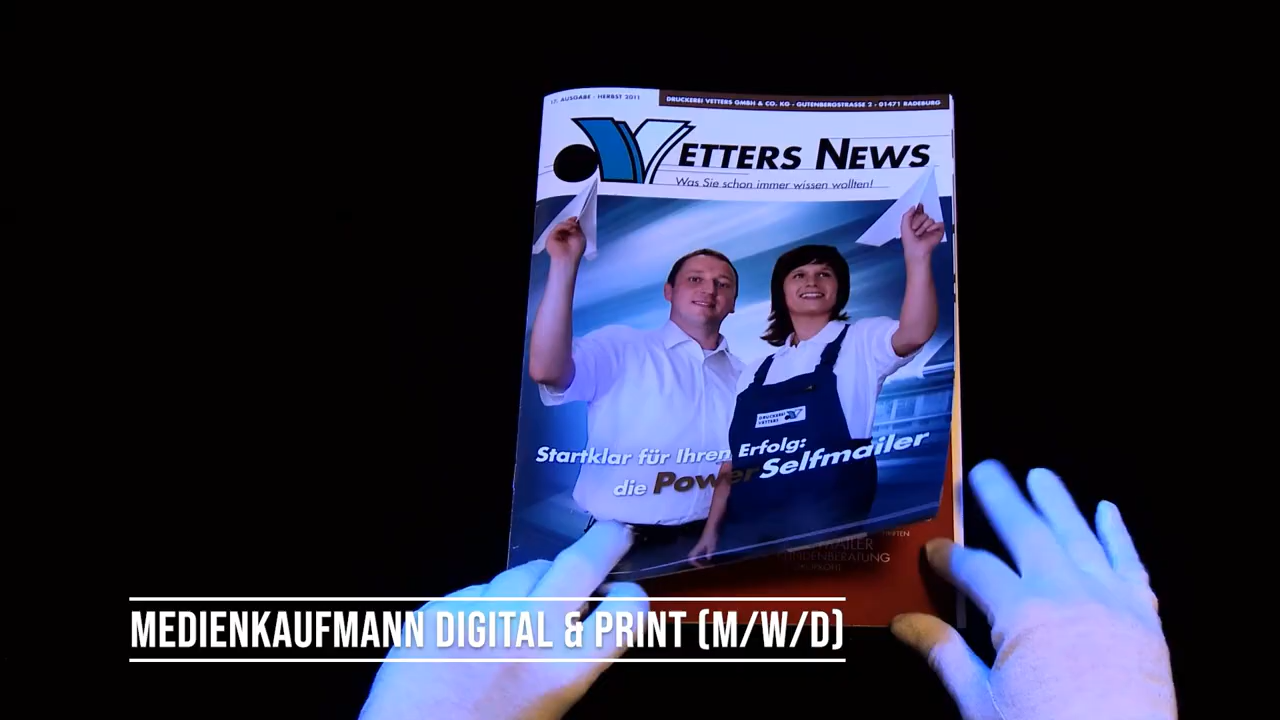 17. AUSGABE - HERBST 2011
DRUCKEREI VETTERS GMBH & CO. KG - GUTENBERGSTRASSE 2 - 01471 RADEBURG
VETTERS NEWS
Was Sie schon immer wissen wollten!
DRUCKEREI
VETTERS
Startklar für Ihren Erfolg:
die Power Selfmailer
KUNDENBERATUNG
MEDIENKAUFMANN DIGITAL & PRINT (M/W/D)